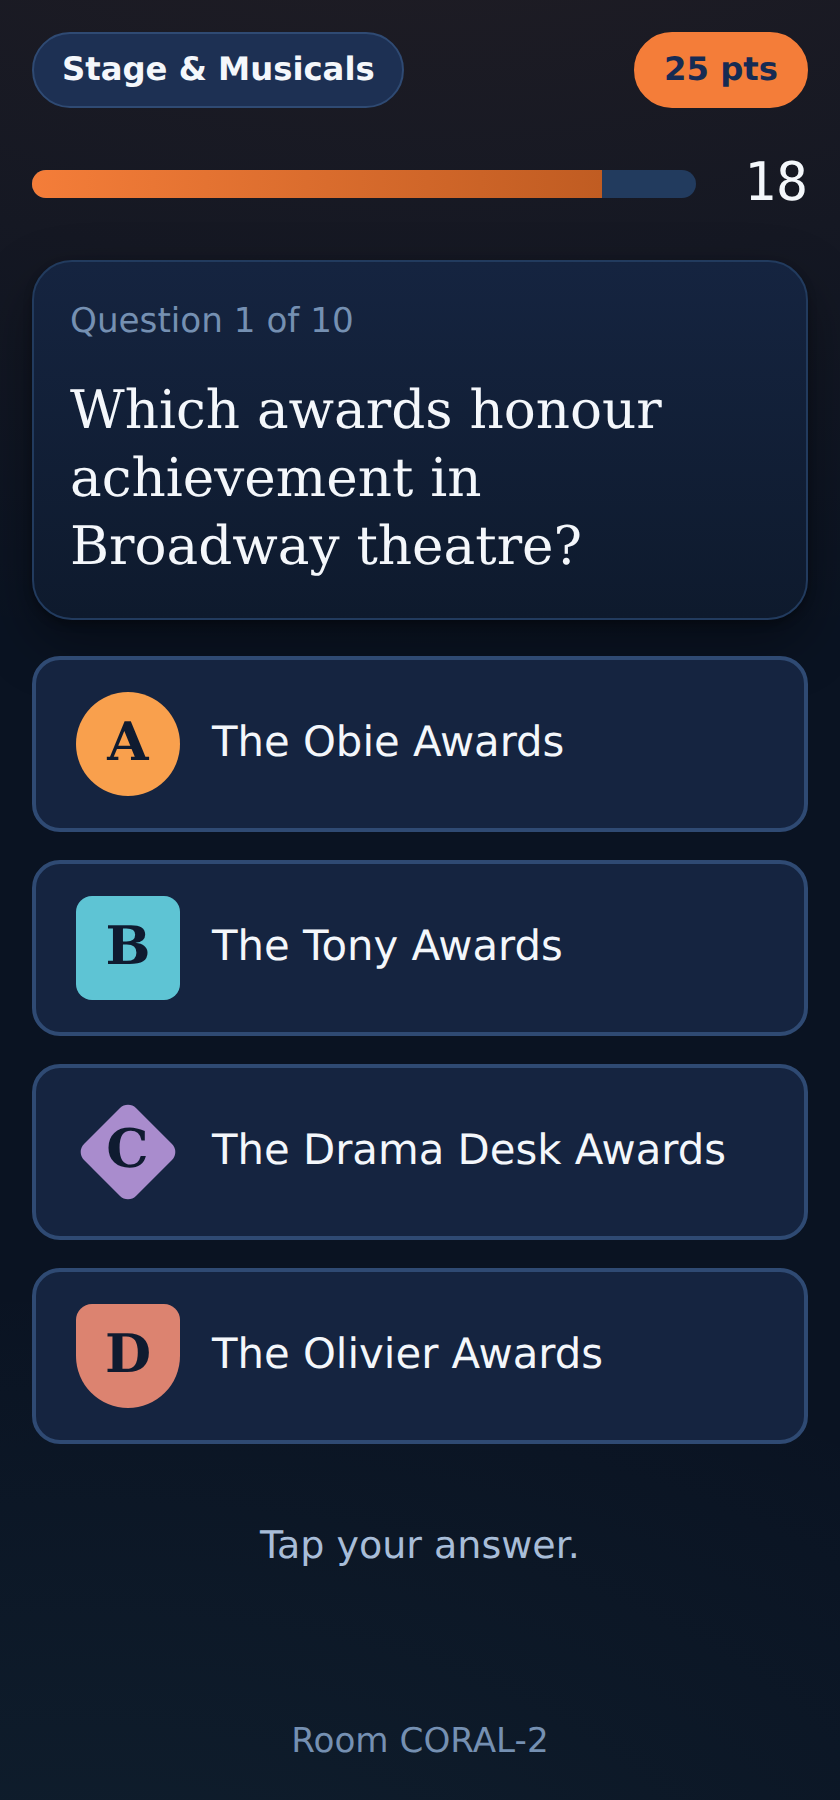 Stage & Musicals
25 pts
18
Question 1 of 10
Which awards honour
achievement in
Broadway theatre?
A The Obie Awards
B The Tony Awards
C The Drama Desk Awards
D The Olivier Awards
Tap your answer.
Room CORAL-2